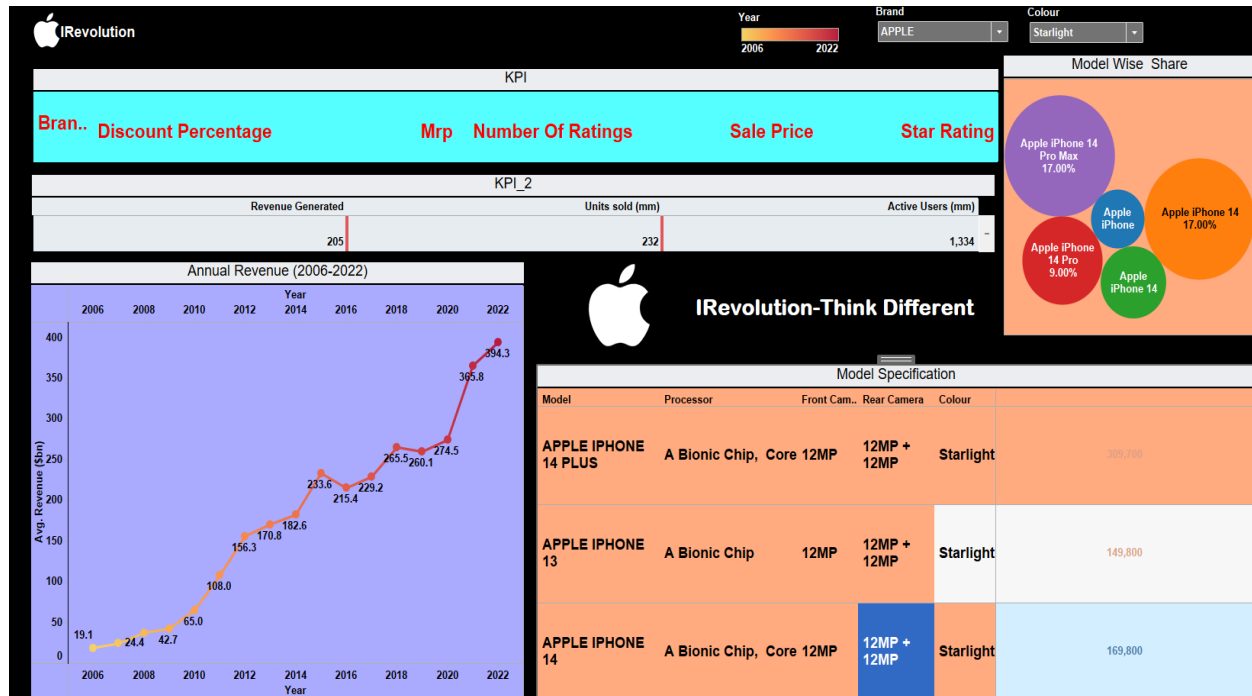 IRevolution
Year
2006 2022
Brand
APPLE
Colour
Starlight
KPI
Bran.. Discount Percentage Mrp Number Of Ratings Sale Price Star Rating
KPI_2
Revenue Generated Units sold (mm) Active Users (mm)
205 232 1,334
Model Wise Share
Apple iPhone 14
Pro Max
17.00%
Apple
iPhone
Apple iPhone 14
17.00%
Apple iPhone
14 Pro
9.00%
Apple
iPhone 14
Annual Revenue (2006-2022)
Year
2006 2008 2010 2012 2014 2016 2018 2020 2022
Avg. Revenue ($bn)
400
350
300
250
200
150
100
50
0
19.1
24.4
42.7
65.0
108.0
156.3
170.8
182.6
233.6
215.4
229.2
265.5
260.1
274.5
365.8
394.3
2006 2008 2010 2012 2014 2016 2018 2020 2022
Year
IRevolution-Think Different
Model Specification
Model Processor Front Cam.. Rear Camera Colour
APPLE IPHONE
14 PLUS
A Bionic Chip, Core
12MP
12MP +
12MP
Starlight
309,700
APPLE IPHONE
13
A Bionic Chip
12MP
12MP +
12MP
Starlight
149,800
APPLE IPHONE
14
A Bionic Chip, Core
12MP
12MP +
12MP
Starlight
169,800